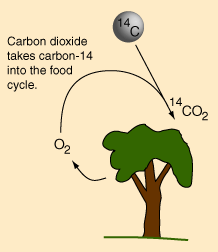 Carbon dioxide
takes carbon-14
into the food
cycle.
¹⁴C
¹⁴CO₂
O₂